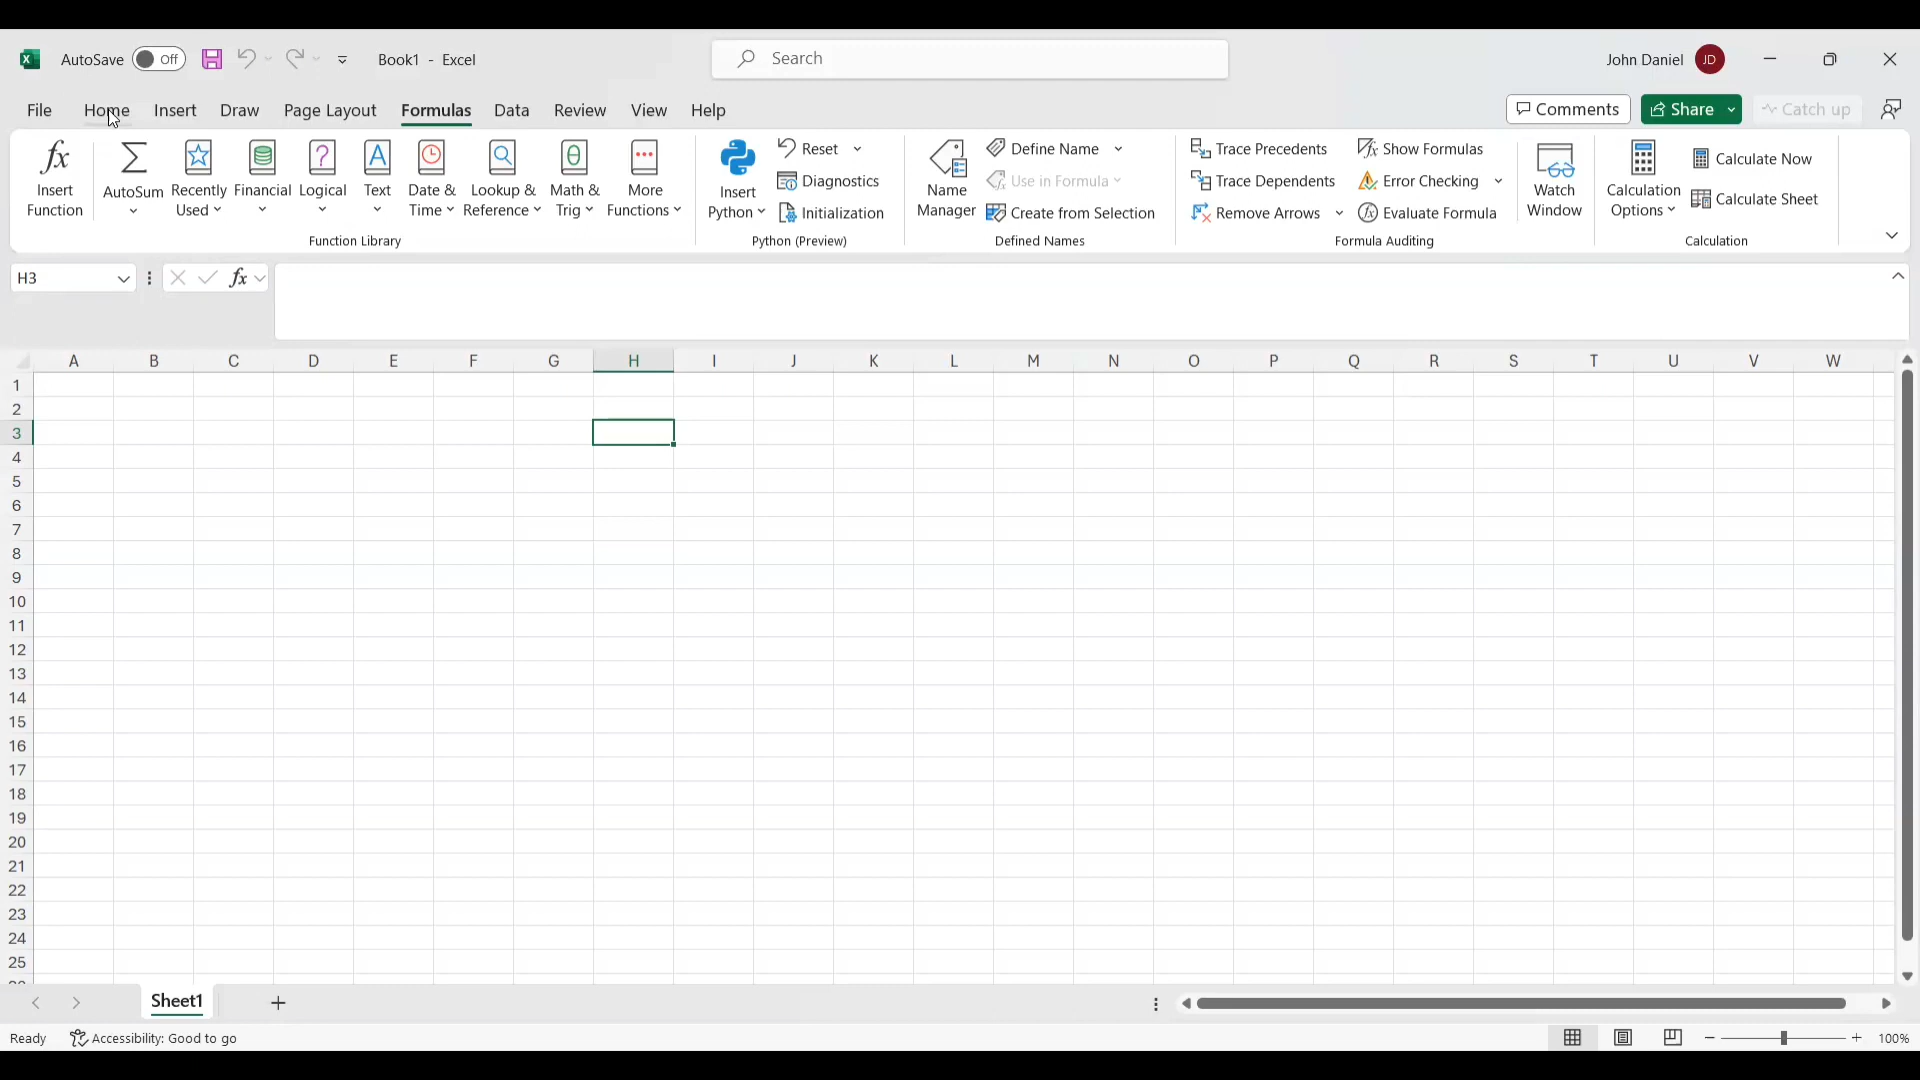 AutoSave Off Book1 - Excel Search John Daniel JD
File Home Insert Draw Page Layout Formulas Data Review View Help Comments Share Catch up
fx Insert Function
AutoSum
Recently Used
Financial
Logical
Text
Date & Time
Lookup & Reference
Math & Trig
More Functions
Function Library
Insert Python
Reset
Diagnostics
Initialization
Python (Preview)
Name Manager
Define Name
Use in Formula
Create from Selection
Defined Names
Trace Precedents
Trace Dependents
Remove Arrows
Show Formulas
Error Checking
Evaluate Formula
Formula Auditing
Watch Window
Calculation Options
Calculate Now
Calculate Sheet
Calculation
H3 fx
A B C D E F G H I J K L M N O P Q R S T U V W
1
2
3
4
5
6
7
8
9
10
11
12
13
14
15
16
17
18
19
20
21
22
23
24
25
Sheet1
Ready Accessibility: Good to go 100%